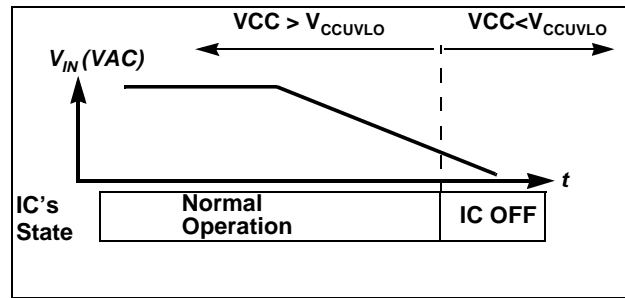 VCC > VCCUVLO
VCC<VCCUVLO
VIN (VAC)
t
IC's
State
Normal
Operation
IC OFF